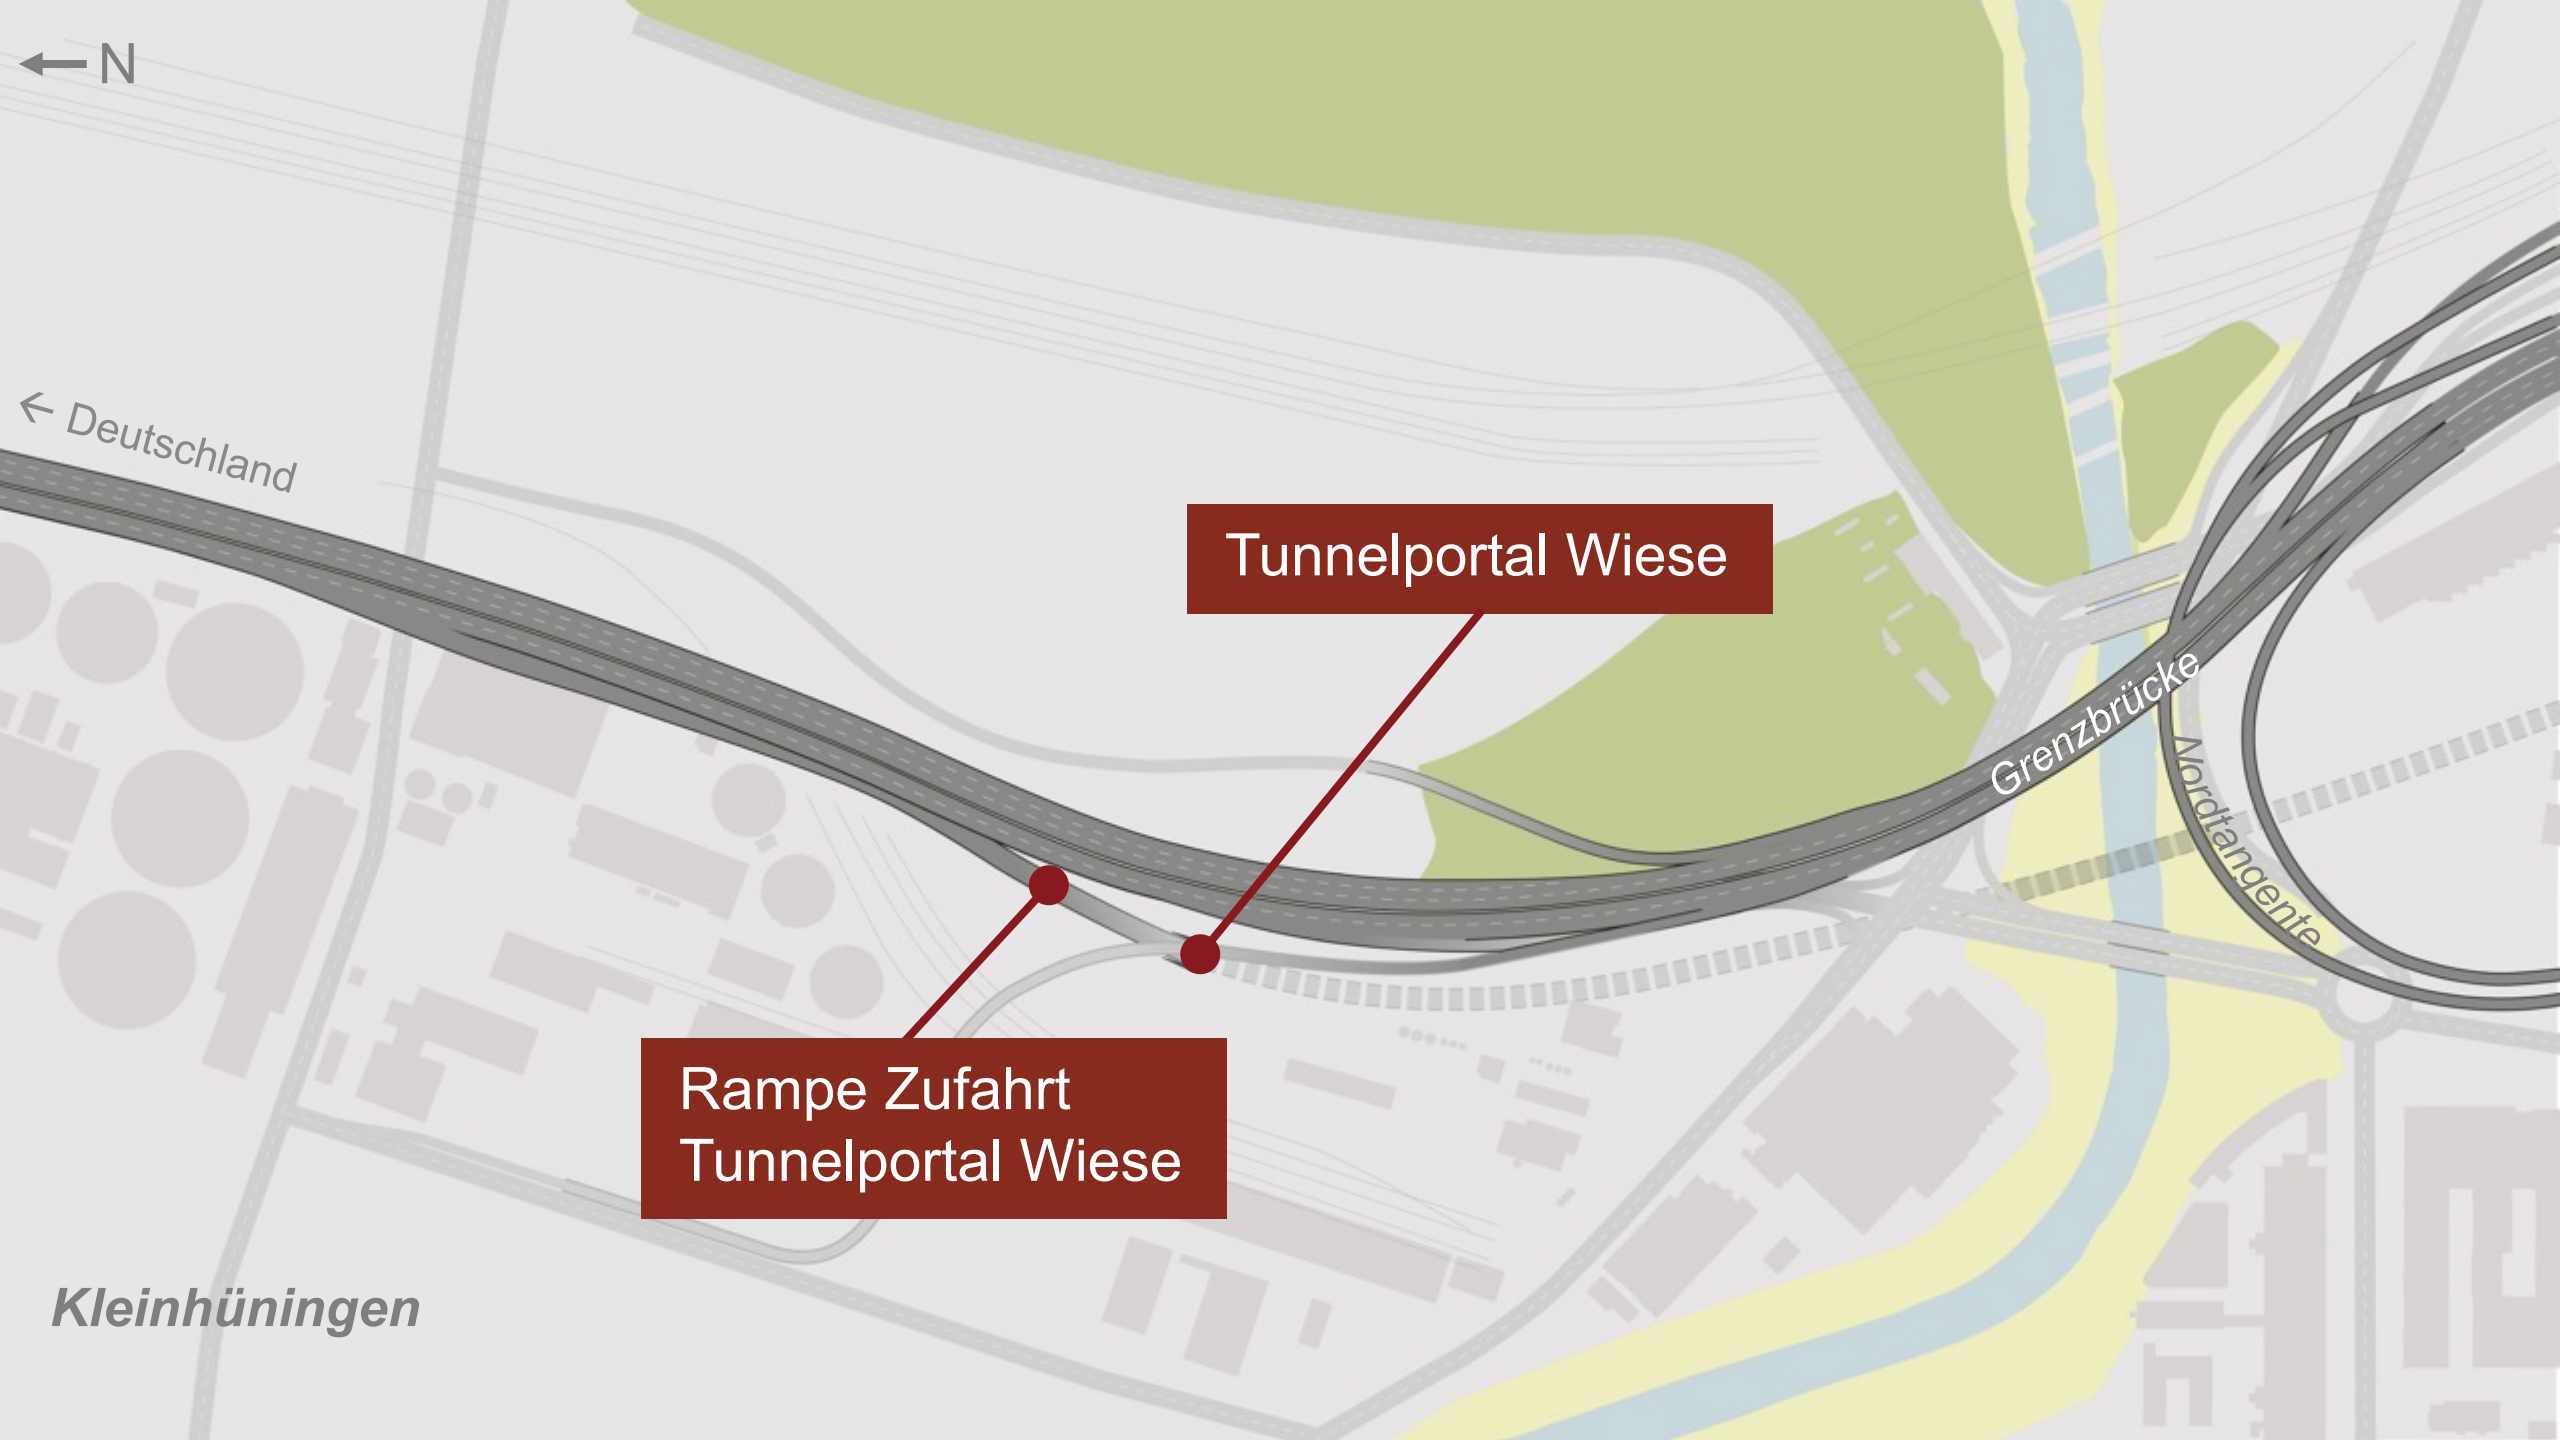 ← N
← Deutschland
Tunnelportal Wiese
Grenzbrücke
Nordtangente
Rampe Zufahrt
Tunnelportal Wiese
Kleinhüningen